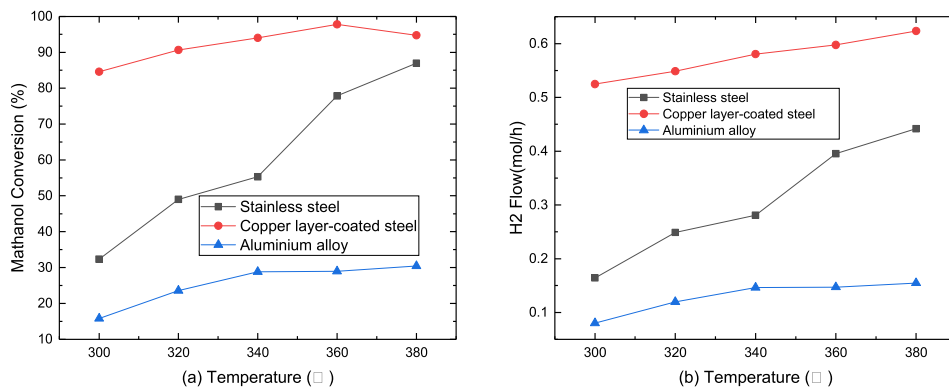 100
90
80
70
60
50
40
30
20
10
Mathanol Conversion (%)
Stainless steel
Copper layer-coated steel
Aluminium alloy
300 320 340 360 380
(a) Temperature (□ )
0.6
0.5
0.4
0.3
0.2
0.1
H2 Flow(mol/h)
Stainless steel
Copper layer-coated steel
Aluminium alloy
300 320 340 360 380
(b) Temperature (□ )